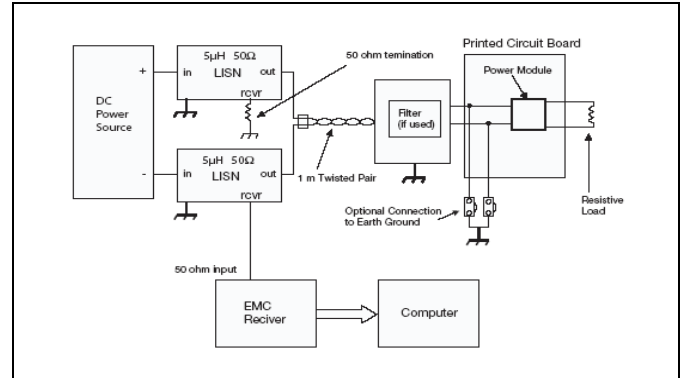 Printed Circuit Board
Power Module
50 ohm temination
5µH 50Ω
in LISN out
rcvr
+
DC
Power
Source
-
Filter
(if used)
5µH 50Ω
in LISN out
rcvr
1 m Twisted Pair
Optional Connection
to Earth Ground
Resistive
Load
50 ohm input
EMC
Reciver
Computer